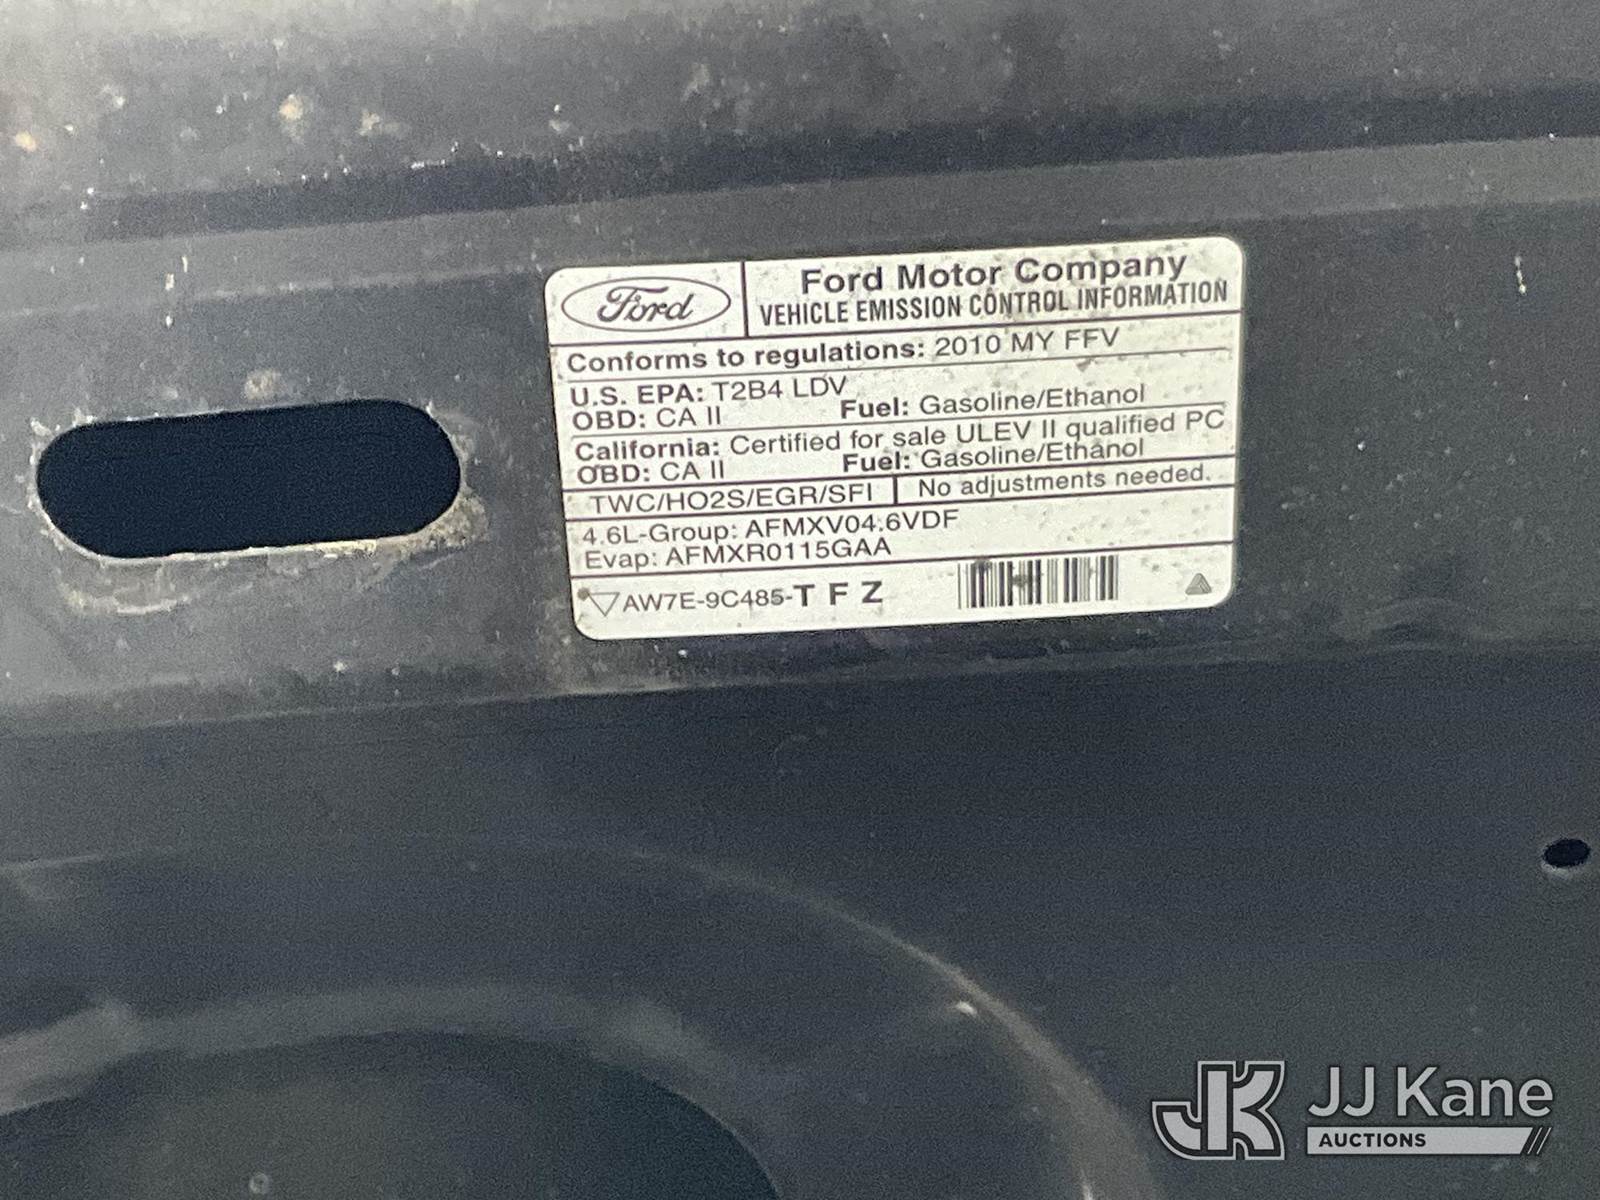 Ford
Ford Motor Company
VEHICLE EMISSION CONTROL INFORMATION
Conforms to regulations: 2010 MY FFV
U.S. EPA: T2B4 LDV
OBD: CA II Fuel: Gasoline/Ethanol
California: Certified for sale ULEV II qualified PC
OBD: CA II Fuel: Gasoline/Ethanol
TWC/HO2S/EGR/SFI No adjustments needed.
4.6L-Group: AFMXV04.6VDF
Evap: AFMXR0115GAA
AW7E-9C485-T F Z
JK JJ Kane
AUCTIONS